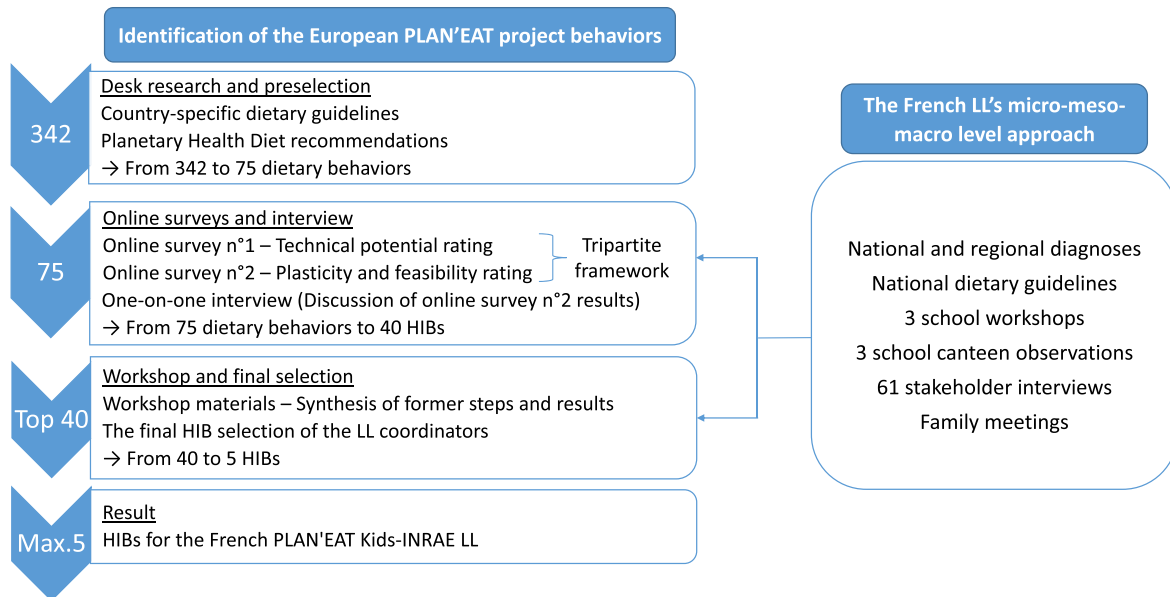 Identification of the European PLAN’EAT project behaviors
342
Desk research and preselection
Country-specific dietary guidelines
Planetary Health Diet recommendations
→ From 342 to 75 dietary behaviors
75
Online surveys and interview
Online survey n°1 – Technical potential rating
Online survey n°2 – Plasticity and feasibility rating
Tripartite
framework
One-on-one interview (Discussion of online survey n°2 results)
→ From 75 dietary behaviors to 40 HIBs
Top 40
Workshop and final selection
Workshop materials – Synthesis of former steps and results
The final HIB selection of the LL coordinators
→ From 40 to 5 HIBs
Max.5
Result
HIBs for the French PLAN'EAT Kids-INRAE LL
The French LL’s micro-meso-
macro level approach
National and regional diagnoses
National dietary guidelines
3 school workshops
3 school canteen observations
61 stakeholder interviews
Family meetings